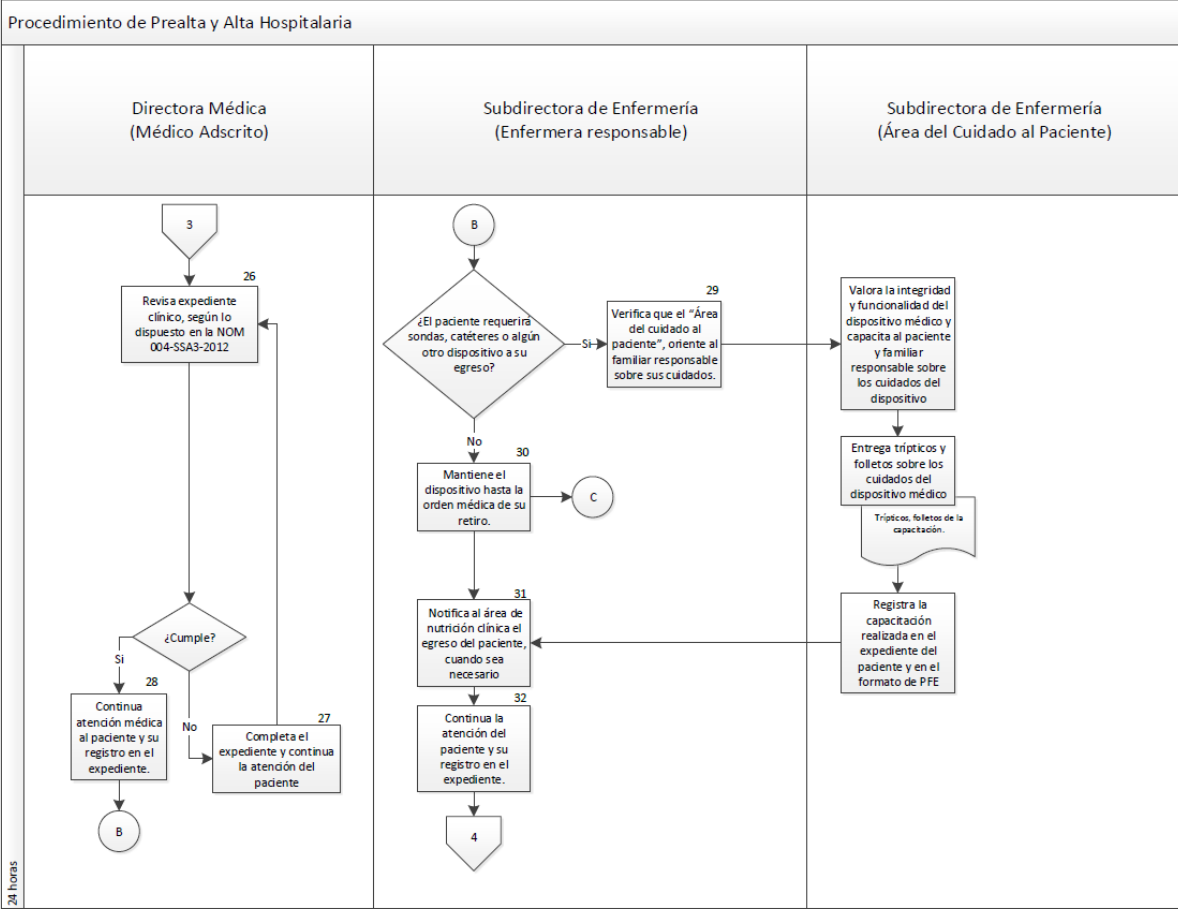 Procedimiento de Prealta y Alta Hospitalaria
Directora Médica
(Médico Adscrito)
Subdirectora de Enfermería
(Enfermera responsable)
Subdirectora de Enfermería
(Área del Cuidado al Paciente)
24 horas
3
26
Revisa expediente
clínico, según lo
dispuesto en la NOM
004-SSA3-2012
¿Cumple?
Si
No
28
Continua
atención médica
al paciente y su
registro en el
expediente.
27
Completa el
expediente y continua
la atención del
paciente
B
B
¿El paciente requerirá
sondas, catéteres o algún
otro dispositivo a su
egreso?
Si
No
29
Verifica que el “Área
del cuidado al
paciente”, oriente al
familiar responsable
sobre sus cuidados.
30
Mantiene el
dispositivo hasta la
orden médica de su
retiro.
C
31
Notifica al área de
nutrición clínica el
egreso del paciente,
cuando sea
necesario
32
Continua la
atención del
paciente y su
registro en el
expediente.
4
Valora la integridad
y funcionalidad del
dispositivo médico y
capacita al paciente
y familiar
responsable sobre
los cuidados del
dispositivo
Entrega trípticos y
folletos sobre los
cuidados del
dispositivo médico
Trípticos, folletos de la
capacitación.
Registra la
capacitación
realizada en el
expediente del
paciente y en el
formato de PFE